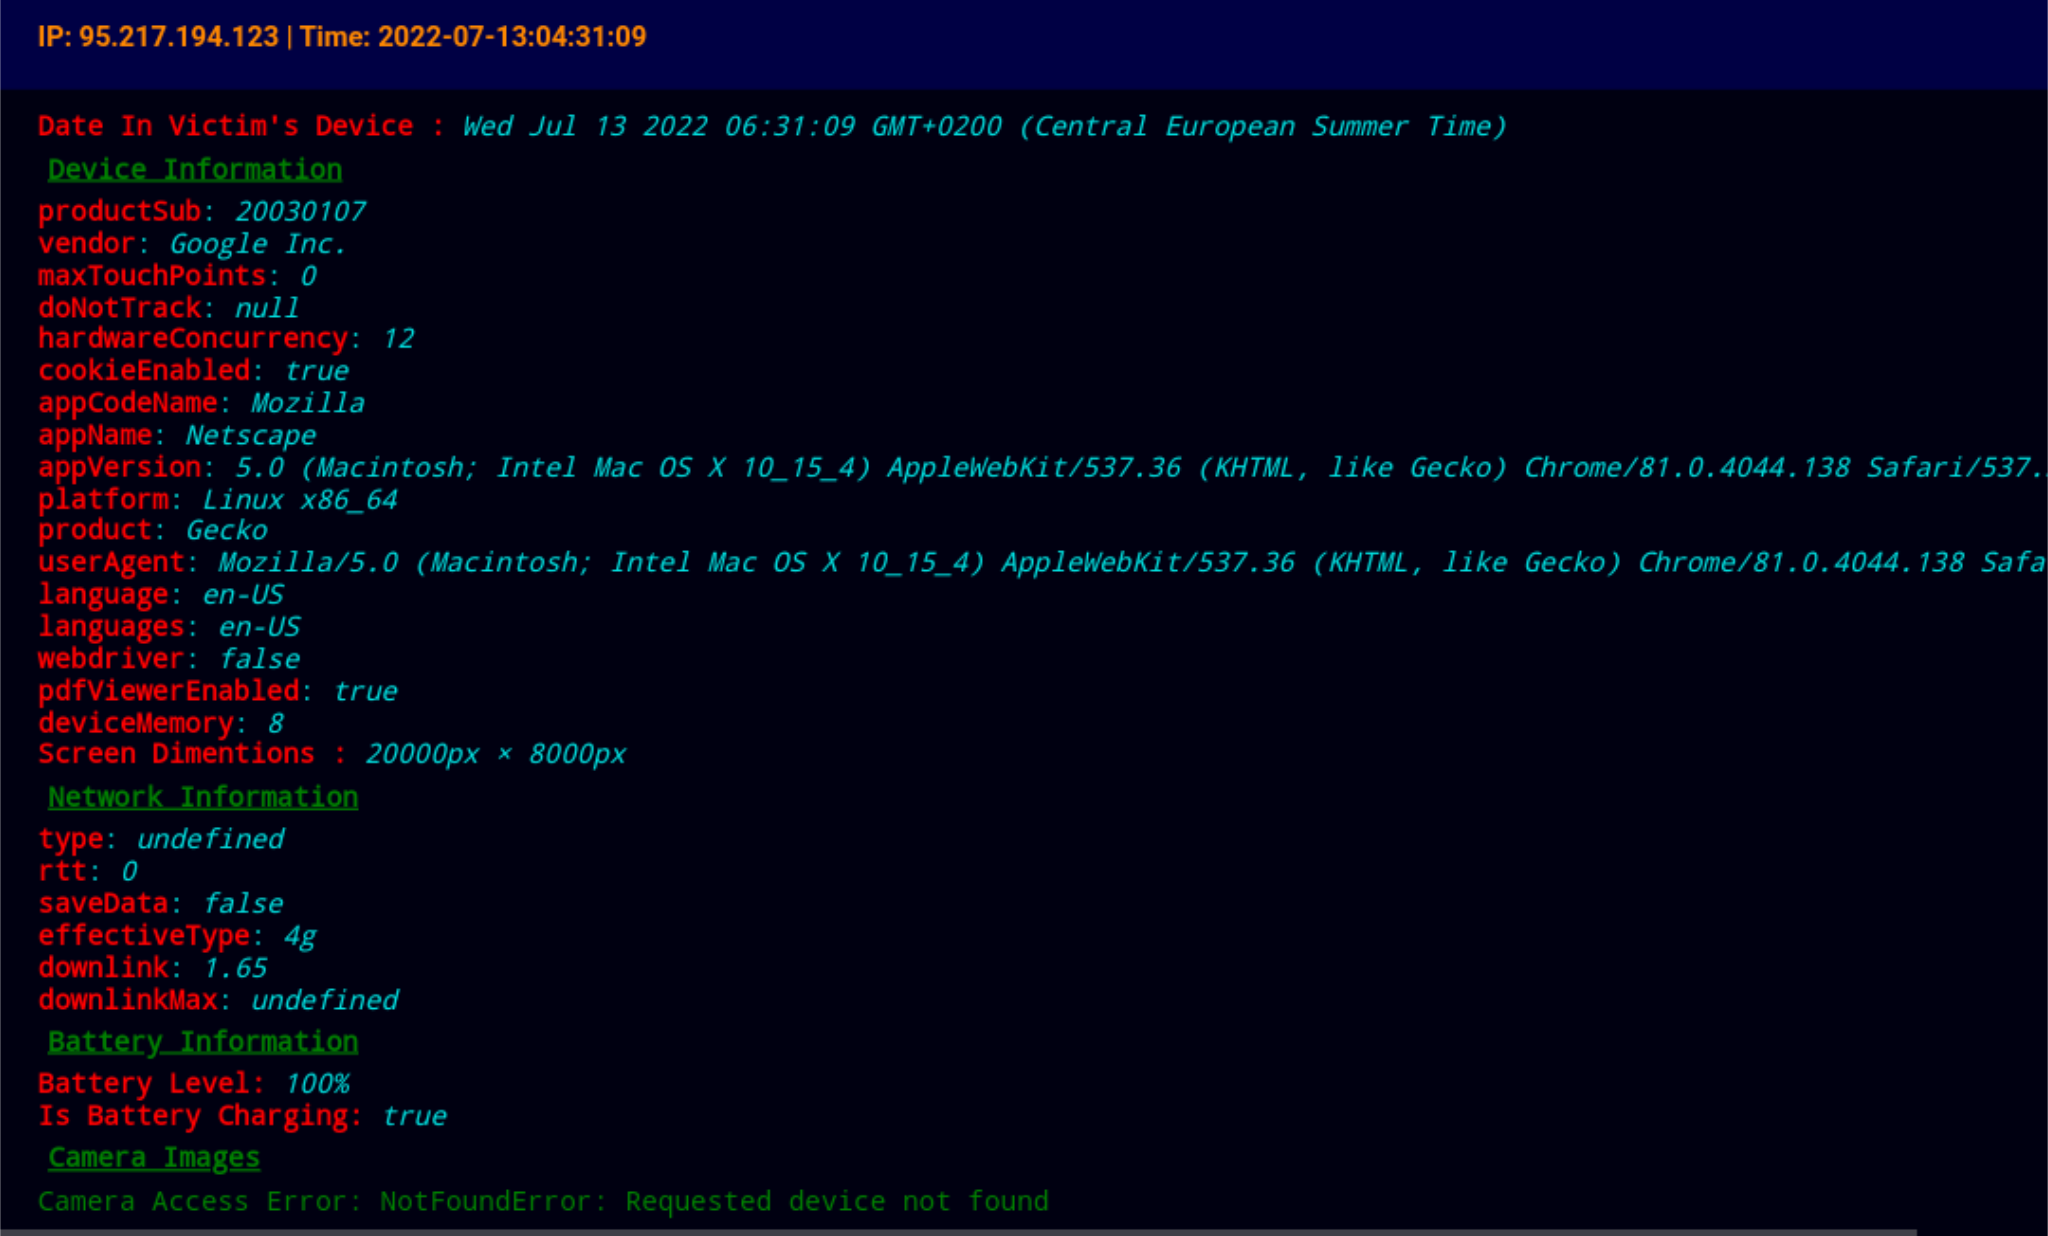 IP: 95.217.194.123 | Time: 2022-07-13:04:31:09
Date In Victim's Device : Wed Jul 13 2022 06:31:09 GMT+0200 (Central European Summer Time)
Device Information
productSub: 20030107
vendor: Google Inc.
maxTouchPoints: 0
doNotTrack: null
hardwareConcurrency: 12
cookieEnabled: true
appCodeName: Mozilla
appName: Netscape
appVersion: 5.0 (Macintosh; Intel Mac OS X 10_15_4) AppleWebKit/537.36 (KHTML, like Gecko) Chrome/81.0.4044.138 Safari/537.
platform: Linux x86_64
product: Gecko
userAgent: Mozilla/5.0 (Macintosh; Intel Mac OS X 10_15_4) AppleWebKit/537.36 (KHTML, like Gecko) Chrome/81.0.4044.138 Safa
language: en-US
languages: en-US
webdriver: false
pdfViewerEnabled: true
deviceMemory: 8
Screen Dimentions : 20000px × 8000px
Network Information
type: undefined
rtt: 0
saveData: false
effectiveType: 4g
downlink: 1.65
downlinkMax: undefined
Battery Information
Battery Level: 100%
Is Battery Charging: true
Camera Images
Camera Access Error: NotFoundError: Requested device not found